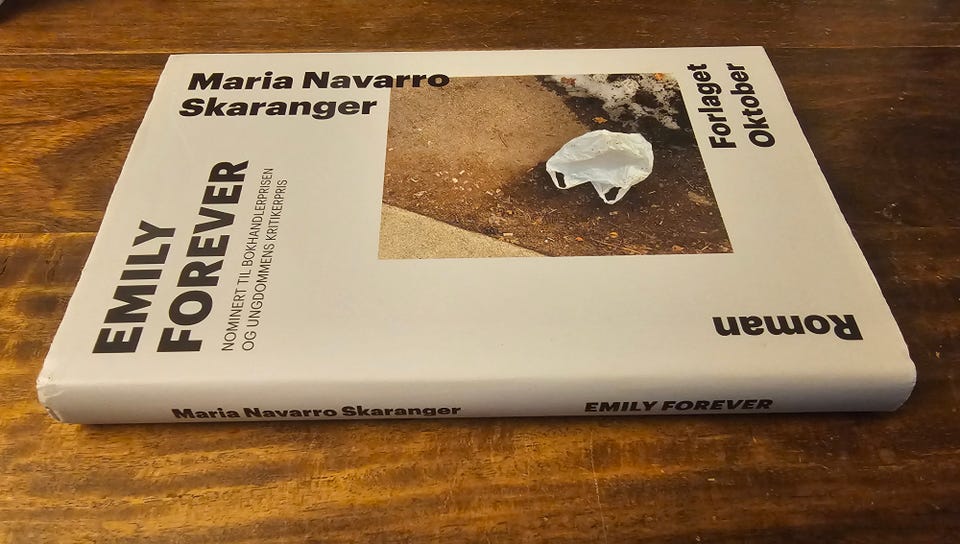 Maria Navarro
Skaranger
EMILY
FOREVER
NOMINERT TIL BOKHANDLERPRISEN
OG UNGDOMMENS KRITIKERPRIS
Forlaget
Oktober
Roman
Maria Navarro Skaranger
EMILY FOREVER